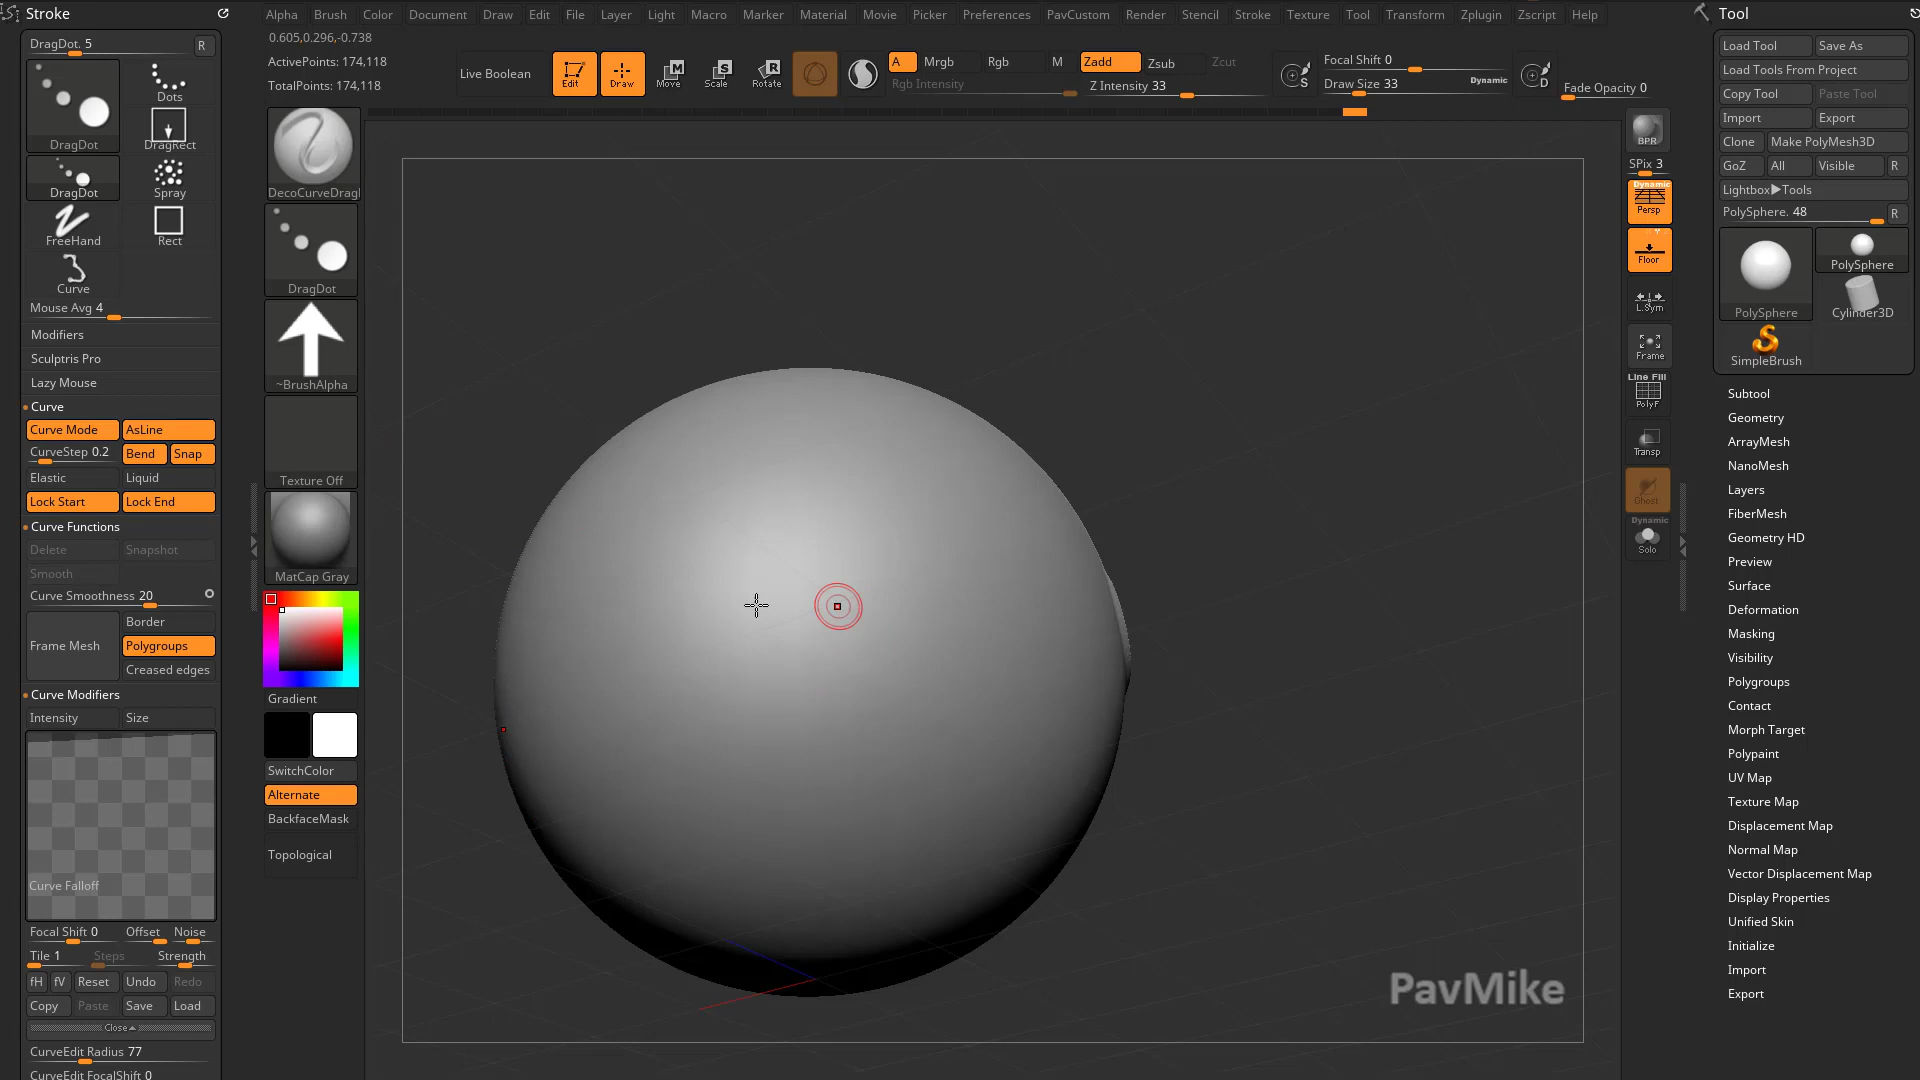 Stroke
Alpha Brush Color Document Draw Edit File Layer Light Macro Marker Material Movie Picker Preferences PavCustom Render Stencil Stroke Texture Tool Transform Zplugin Zscript Help
Tool
0.605,0.296,-0.738
ActivePoints: 174,118
TotalPoints: 174,118
Live Boolean
Edit
Draw
Move
Scale
Rotate
A Mrgb Rgb M
Rgb Intensity
Zadd Zsub Zcut
Z Intensity 33
Focal Shift 0
Draw Size 33 Dynamic
Fade Opacity 0
DragDot. 5 R
Dots
DragDot DragRect
DragDot Spray
FreeHand Rect
Curve
Mouse Avg 4
Modifiers
Sculptris Pro
Lazy Mouse
Curve
Curve Mode AsLine
CurveStep 0.2 Bend Snap
Elastic Liquid
Lock Start Lock End
Curve Functions
Delete Snapshot
Smooth
Curve Smoothness 20
Border
Frame Mesh Polygroups
Creased edges
Curve Modifiers
Intensity Size
Curve Falloff
Focal Shift 0 Offset Noise
Tile 1 Steps Strength
fH fV Reset Undo Redo
Copy Paste Save Load
Close
CurveEdit Radius 77
CurveEdit FocalShift 0
DecoCurveDragI
DragDot
~BrushAlpha
Texture Off
MatCap Gray
Gradient
SwitchColor
Alternate
BackfaceMask
Topological
PavMike
BPR
SPix 3
Dynamic
Persp
Floor
L.Sym
Frame
Line Fill
PolyF
Transp
Ghost
Dynamic
Solo
Load Tool Save As
Load Tools From Project
Copy Tool Paste Tool
Import Export
Clone Make PolyMesh3D
GoZ All Visible R
Lightbox▶Tools
PolySphere. 48 R
PolySphere
PolySphere Cylinder3D
SimpleBrush
Subtool
Geometry
ArrayMesh
NanoMesh
Layers
FiberMesh
Geometry HD
Preview
Surface
Deformation
Masking
Visibility
Polygroups
Contact
Morph Target
Polypaint
UV Map
Texture Map
Displacement Map
Normal Map
Vector Displacement Map
Display Properties
Unified Skin
Initialize
Import
Export